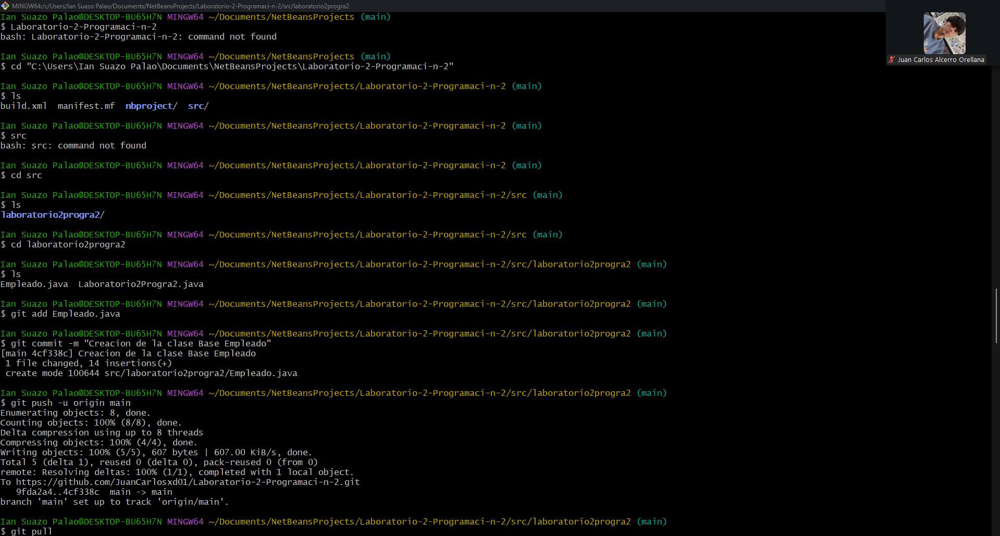 MINGW64:/c/Users/Ian Suazo Palao/Documents/NetBeansProjects/Laboratorio-2-Programaci-n-2/src/laboratorio2progra2
Ian Suazo Palao@DESKTOP-BU65H7N MINGW64 ~/Documents/NetBeansProjects (main)
$ Laboratorio-2-Programaci-n-2
bash: Laboratorio-2-Programaci-n-2: command not found
Juan Carlos Alcerro Orellana
Ian Suazo Palao@DESKTOP-BU65H7N MINGW64 ~/Documents/NetBeansProjects (main)
$ cd "C:\Users\Ian Suazo Palao\Documents\NetBeansProjects\Laboratorio-2-Programaci-n-2"
Ian Suazo Palao@DESKTOP-BU65H7N MINGW64 ~/Documents/NetBeansProjects/Laboratorio-2-Programaci-n-2 (main)
$ ls
build.xml  manifest.mf  nbproject/  src/
Ian Suazo Palao@DESKTOP-BU65H7N MINGW64 ~/Documents/NetBeansProjects/Laboratorio-2-Programaci-n-2 (main)
$ src
bash: src: command not found
Ian Suazo Palao@DESKTOP-BU65H7N MINGW64 ~/Documents/NetBeansProjects/Laboratorio-2-Programaci-n-2 (main)
$ cd src
Ian Suazo Palao@DESKTOP-BU65H7N MINGW64 ~/Documents/NetBeansProjects/Laboratorio-2-Programaci-n-2/src (main)
$ ls
laboratorio2progra2/
Ian Suazo Palao@DESKTOP-BU65H7N MINGW64 ~/Documents/NetBeansProjects/Laboratorio-2-Programaci-n-2/src (main)
$ cd laboratorio2progra2
Ian Suazo Palao@DESKTOP-BU65H7N MINGW64 ~/Documents/NetBeansProjects/Laboratorio-2-Programaci-n-2/src/laboratorio2progra2 (main)
$ ls
Empleado.java  Laboratorio2Progra2.java
Ian Suazo Palao@DESKTOP-BU65H7N MINGW64 ~/Documents/NetBeansProjects/Laboratorio-2-Programaci-n-2/src/laboratorio2progra2 (main)
$ git add Empleado.java
Ian Suazo Palao@DESKTOP-BU65H7N MINGW64 ~/Documents/NetBeansProjects/Laboratorio-2-Programaci-n-2/src/laboratorio2progra2 (main)
$ git commit -m "Creacion de la clase Base Empleado"
[main 4cf338c] Creacion de la clase Base Empleado
 1 file changed, 14 insertions(+)
 create mode 100644 src/laboratorio2progra2/Empleado.java
Ian Suazo Palao@DESKTOP-BU65H7N MINGW64 ~/Documents/NetBeansProjects/Laboratorio-2-Programaci-n-2/src/laboratorio2progra2 (main)
$ git push -u origin main
Enumerating objects: 8, done.
Counting objects: 100% (8/8), done.
Delta compression using up to 8 threads
Compressing objects: 100% (4/4), done.
Writing objects: 100% (5/5), 607 bytes | 607.00 KiB/s, done.
Total 5 (delta 1), reused 0 (delta 0), pack-reused 0 (from 0)
remote: Resolving deltas: 100% (1/1), completed with 1 local object.
To https://github.com/JuanCarlosxd01/Laboratorio-2-Programaci-n-2.git
   9fda2a4..4cf338c  main -> main
branch 'main' set up to track 'origin/main'.
Ian Suazo Palao@DESKTOP-BU65H7N MINGW64 ~/Documents/NetBeansProjects/Laboratorio-2-Programaci-n-2/src/laboratorio2progra2 (main)
$ git pull